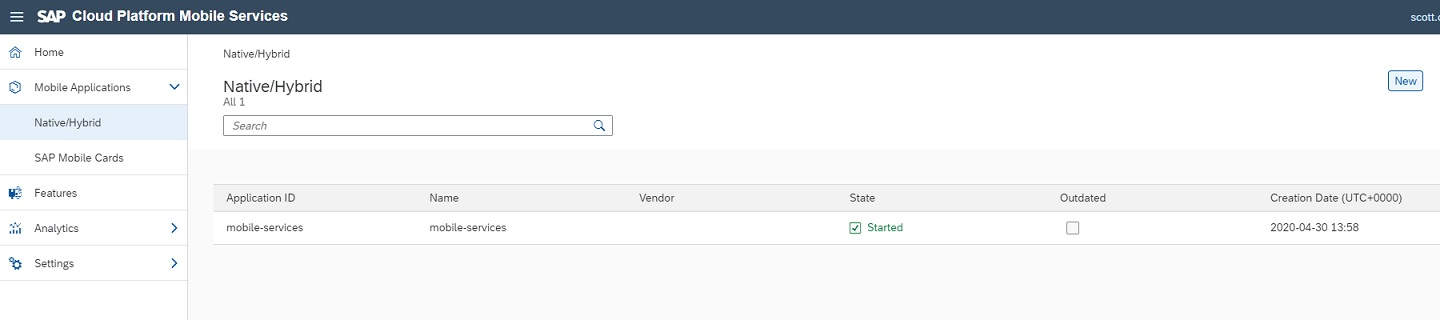 SAP Cloud Platform Mobile Services
scott.
Home
Mobile Applications
Native/Hybrid
SAP Mobile Cards
Features
Analytics
Settings
Native/Hybrid
Native/Hybrid
All 1
New
Search
Application ID Name Vendor State Outdated Creation Date (UTC+0000)
mobile-services mobile-services Started 2020-04-30 13:58